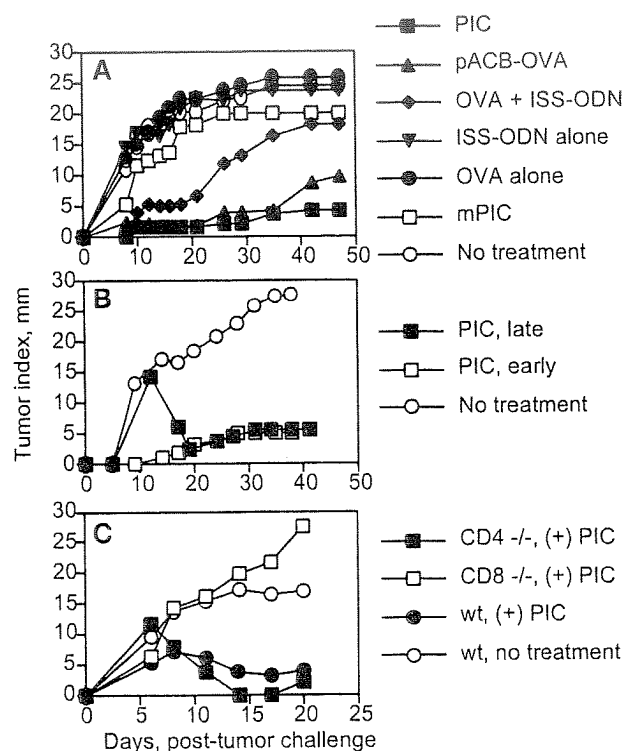 A
30
25
20
15
10
5
0
0 10 20 30 40 50
PIC
pACB-OVA
OVA + ISS-ODN
ISS-ODN alone
OVA alone
mPIC
No treatment
Tumor index, mm
B
30
25
20
15
10
5
0
0 10 20 30 40 50
PIC, late
PIC, early
No treatment
C
30
25
20
15
10
5
0
0 5 10 15 20 25
CD4 -/-, (+) PIC
CD8 -/-, (+) PIC
wt, (+) PIC
wt, no treatment
Days, post-tumor challenge